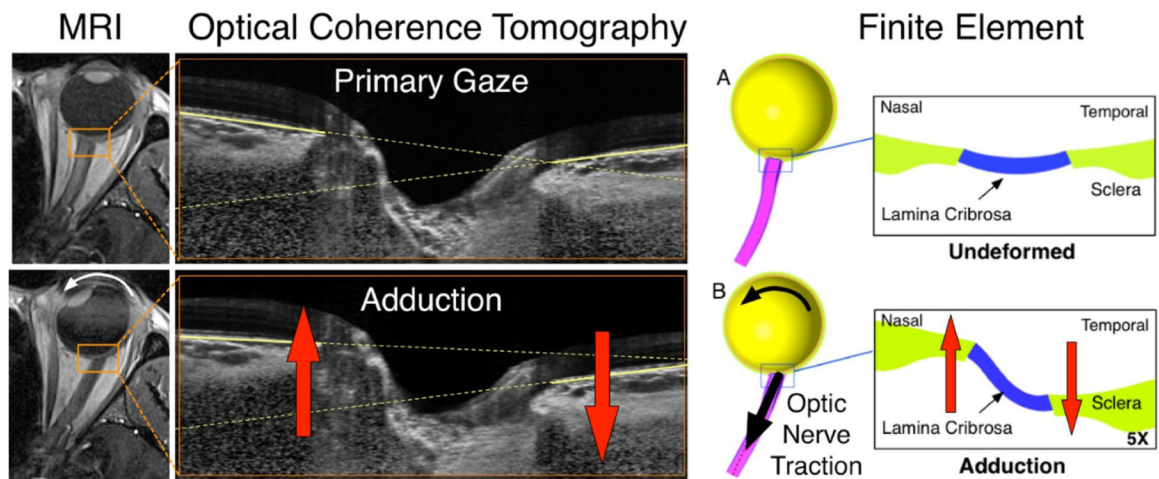 MRI
Optical Coherence Tomography
Finite Element
Primary Gaze
A
Nasal
Temporal
Sclera
Lamina Cribrosa
Undeformed
Adduction
B
Optic
Nerve
Traction
Nasal
Temporal
Sclera
Lamina Cribrosa
5X
Adduction